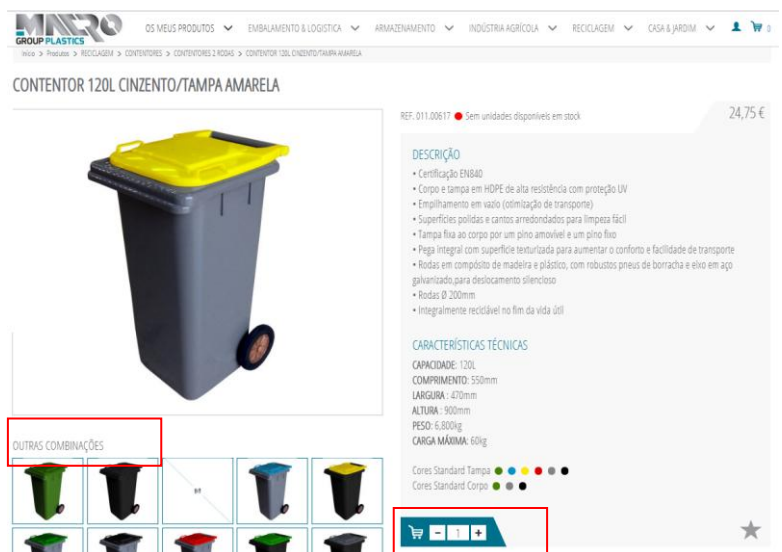 MACRO
GROUP PLASTICS
OS MEUS PRODUTOS
EMBALAMENTO & LOGISTICA
ARMAZENAMENTO
INDÚSTRIA AGRÍCOLA
RECICLAGEM
CASA & JARDIM
0
Início > Produtos > RECICLAGEM > CONTENTORES > CONTENTORES 2 RODAS > CONTENTOR 120L CINZENTO/TAMPA AMARELA
CONTENTOR 120L CINZENTO/TAMPA AMARELA
REF. 011.00617 Sem unidades disponíveis em stock
24,75 €
DESCRIÇÃO
• Certificação EN840
• Corpo e tampa em HDPE de alta resistência com proteção UV
• Empilhamento em vazio (otimização de transporte)
• Superfícies polidas e cantos arredondados para limpeza fácil
• Tampa fixa ao corpo por um pino amovível e um pino fixo
• Pega integral com superfície texturizada para aumentar o conforto e facilidade de transporte
• Rodas em compósito de madeira e plástico, com robustos pneus de borracha e eixo em aço
galvanizado,para deslocamento silencioso
• Rodas Ø 200mm
• Integralmente reciclável no fim da vida útil
CARACTERÍSTICAS TÉCNICAS
CAPACIDADE: 120L
COMPRIMENTO: 550mm
LARGURA : 470mm
ALTURA : 900mm
PESO: 6,800kg
CARGA MÁXIMA: 60kg
Cores Standard Tampa
Cores Standard Corpo
OUTRAS COMBINAÇÕES
- 1 +